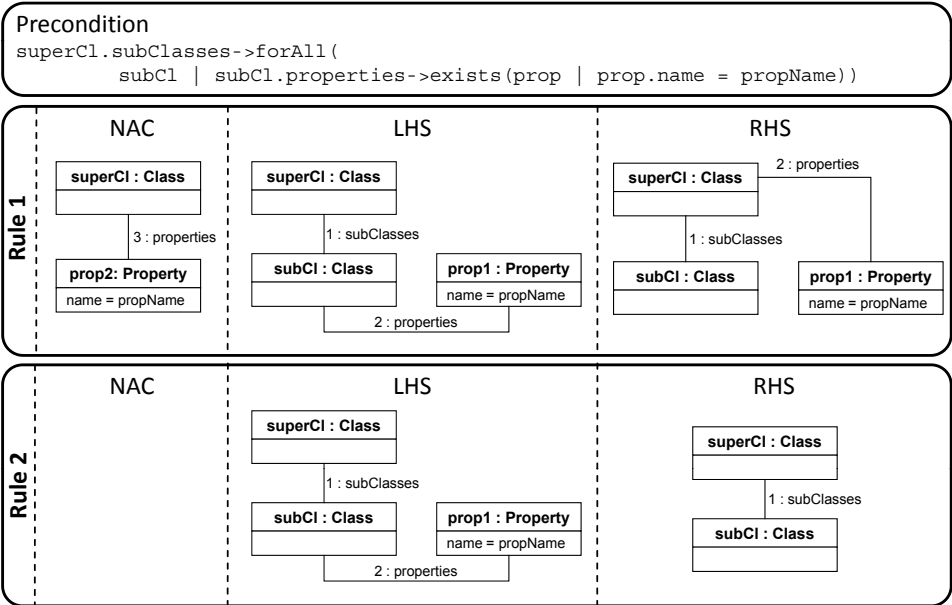 Precondition
superCl.subClasses->forAll(
subCl | subCl.properties->exists(prop | prop.name = propName))
Rule 1
NAC
superCl : Class
3 : properties
prop2: Property
name = propName
LHS
superCl : Class
1 : subClasses
subCl : Class
prop1 : Property
name = propName
2 : properties
RHS
superCl : Class
2 : properties
1 : subClasses
subCl : Class
prop1 : Property
name = propName
Rule 2
NAC
LHS
superCl : Class
1 : subClasses
subCl : Class
prop1 : Property
name = propName
2 : properties
RHS
superCl : Class
1 : subClasses
subCl : Class